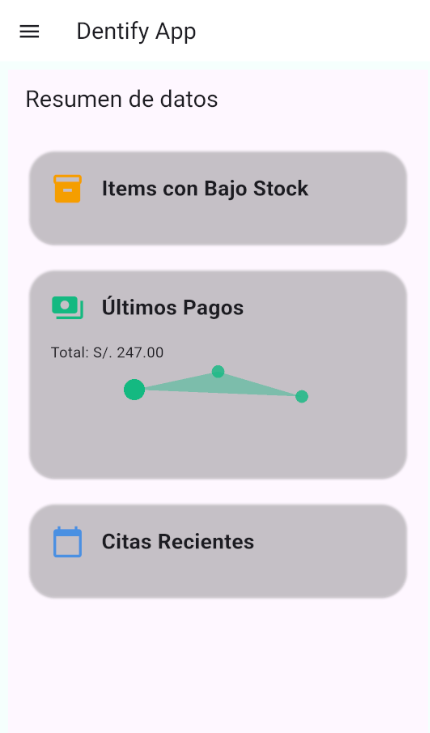 Dentify App
Resumen de datos
Items con Bajo Stock
Últimos Pagos
Total: S/. 247.00
Citas Recientes